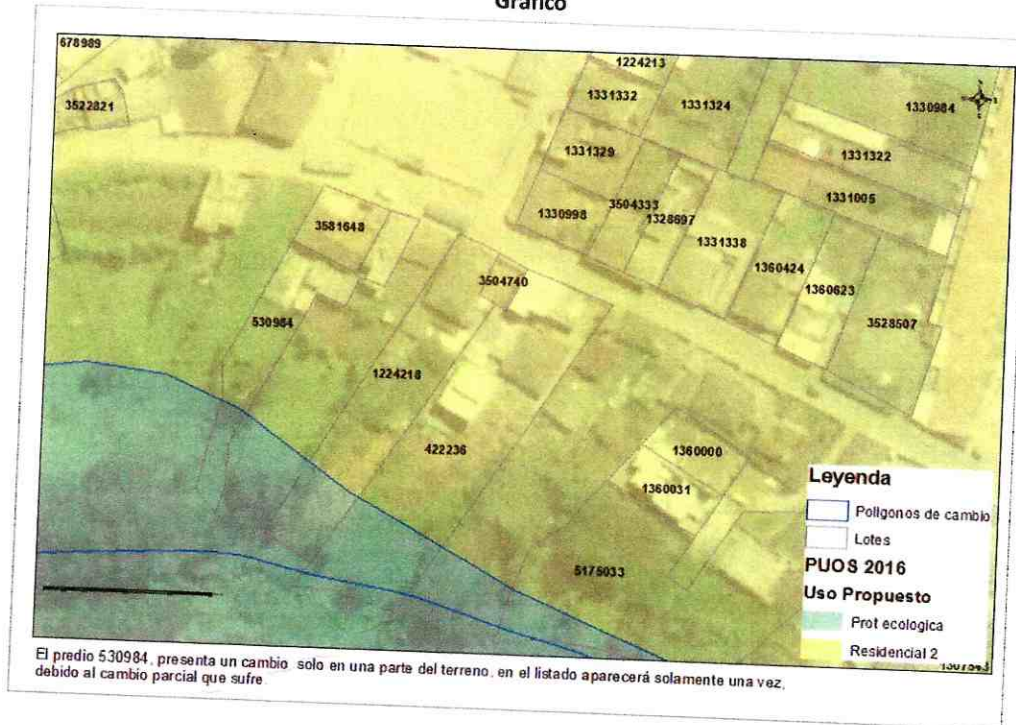 Gráfico
678989
1224213
3522821
1331332
1331324
1330984
1331329
1331322
1330998
3504333
1328697
1331005
3581648
1331338
1360424
3504740
1360623
530984
3528507
1224218
422236
1360000
1360031
5175033
Leyenda
Polígonos de cambio
Lotes
PUOS 2016
Uso Propuesto
Prot ecologica
Residencial 2
El predio 530984, presenta un cambio solo en una parte del terreno, en el listado aparecerá solamente una vez,
debido al cambio parcial que sufre